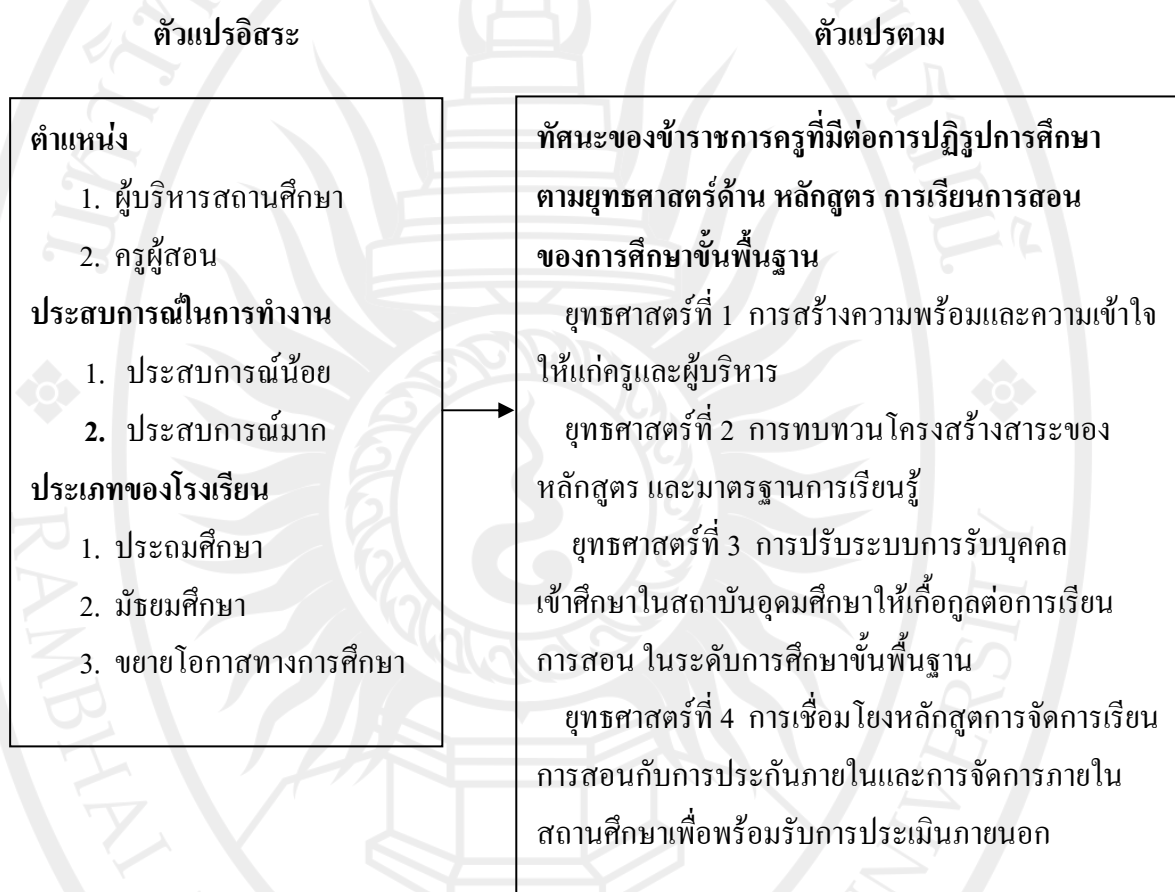 ตัวแปรอิสระ
ตัวแปรตาม
ตำแหน่ง
1. ผู้บริหารสถานศึกษา
2. ครูผู้สอน
ประสบการณ์ในการทำงาน
1. ประสบการณ์น้อย
2. ประสบการณ์มาก
ประเภทของโรงเรียน
1. ประถมศึกษา
2. มัธยมศึกษา
3. ขยายโอกาสทางการศึกษา
ทัศนะของข้าราชการครูที่มีต่อการปฏิรูปการศึกษา
ตามยุทธศาสตร์ด้าน หลักสูตร การเรียนการสอน
ของการศึกษาขั้นพื้นฐาน
ยุทธศาสตร์ที่ 1 การสร้างความพร้อมและความเข้าใจ
ให้แก่ครูและผู้บริหาร
ยุทธศาสตร์ที่ 2 การทบทวนโครงสร้างสาระของ
หลักสูตร และมาตรฐานการเรียนรู้
ยุทธศาสตร์ที่ 3 การปรับระบบการรับบุคคล
เข้าศึกษาในสถาบันอุดมศึกษาให้เกื้อกูลต่อการเรียน
การสอน ในระดับการศึกษาขั้นพื้นฐาน
ยุทธศาสตร์ที่ 4 การเชื่อมโยงหลักสูตการจัดการเรียน
การสอนกับการประกันภายในและการจัดการภายใน
สถานศึกษาเพื่อพร้อมรับการประเมินภายนอก